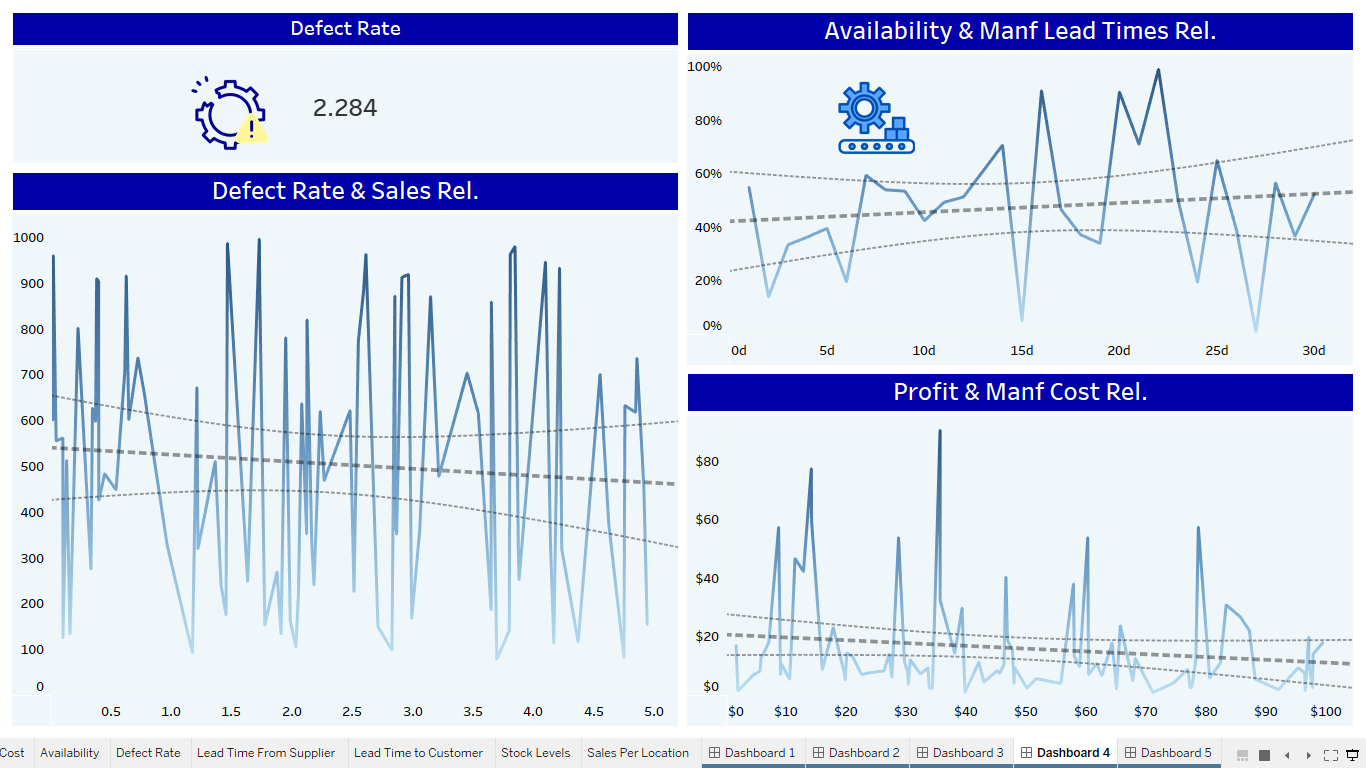 Defect Rate
2.284
Defect Rate & Sales Rel.
1000
900
800
700
600
500
400
300
200
100
0
0.5 1.0 1.5 2.0 2.5 3.0 3.5 4.0 4.5 5.0
Availability & Manf Lead Times Rel.
100%
80%
60%
40%
20%
0%
0d 5d 10d 15d 20d 25d 30d
Profit & Manf Cost Rel.
$80
$60
$40
$20
$0
$0 $10 $20 $30 $40 $50 $60 $70 $80 $90 $100
Cost Availability Defect Rate Lead Time From Supplier Lead Time to Customer Stock Levels Sales Per Location Dashboard 1 Dashboard 2 Dashboard 3 Dashboard 4 Dashboard 5